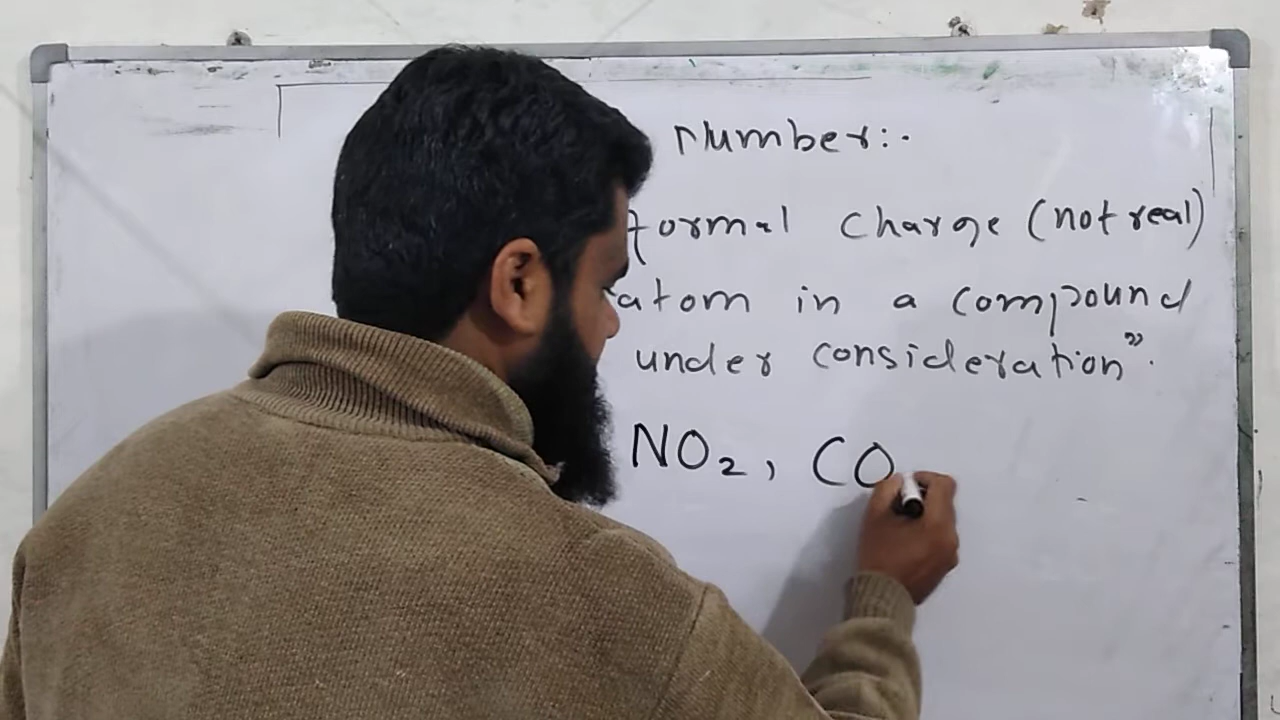 Number:-
formal charge (not real)
atom in a compound
under consideration”.
NO₂, CO